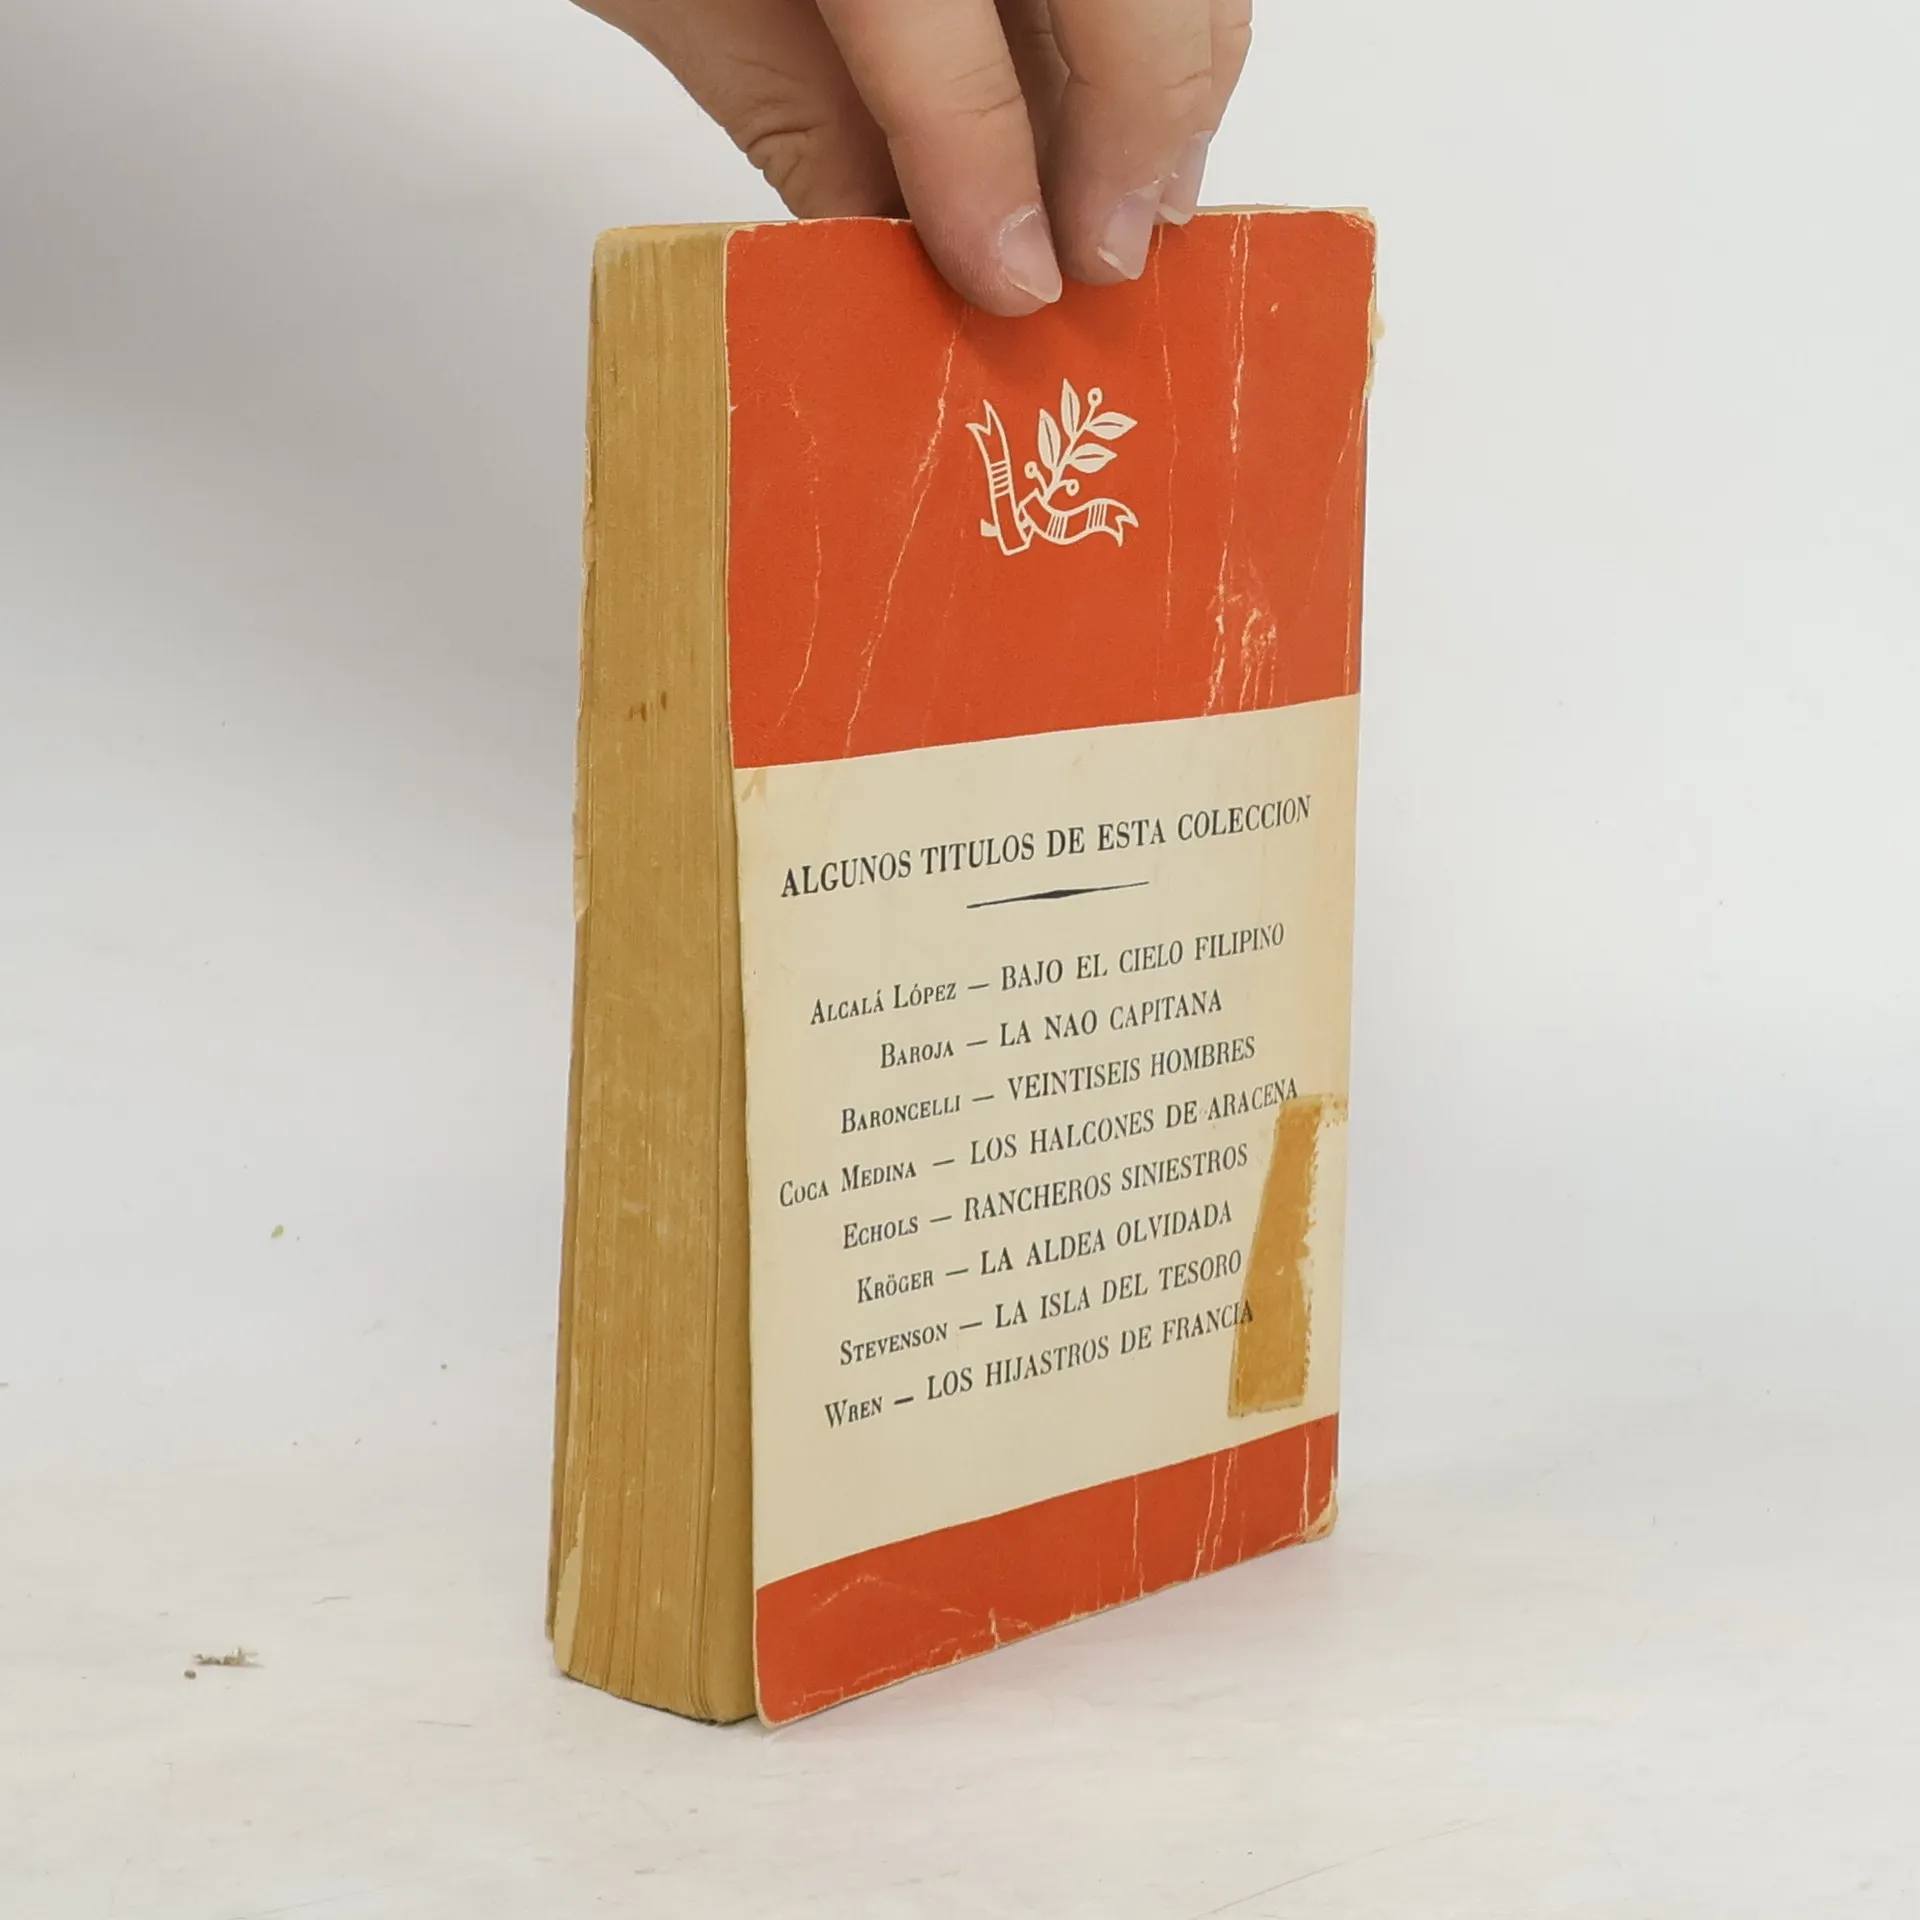 ALGUNOS TITULOS DE ESTA COLECCION
ALCALÁ LÓPEZ — BAJO EL CIELO FILIPINO
BAROJA — LA NAO CAPITANA
BARONCELLI — VEINTISEIS HOMBRES
COCA MEDINA — LOS HALCONES DE ARACENA
ECHOLS — RANCHEROS SINIESTROS
KRÖGER — LA ALDEA OLVIDADA
STEVENSON — LA ISLA DEL TESORO
WREN — LOS HIJASTROS DE FRANCIA